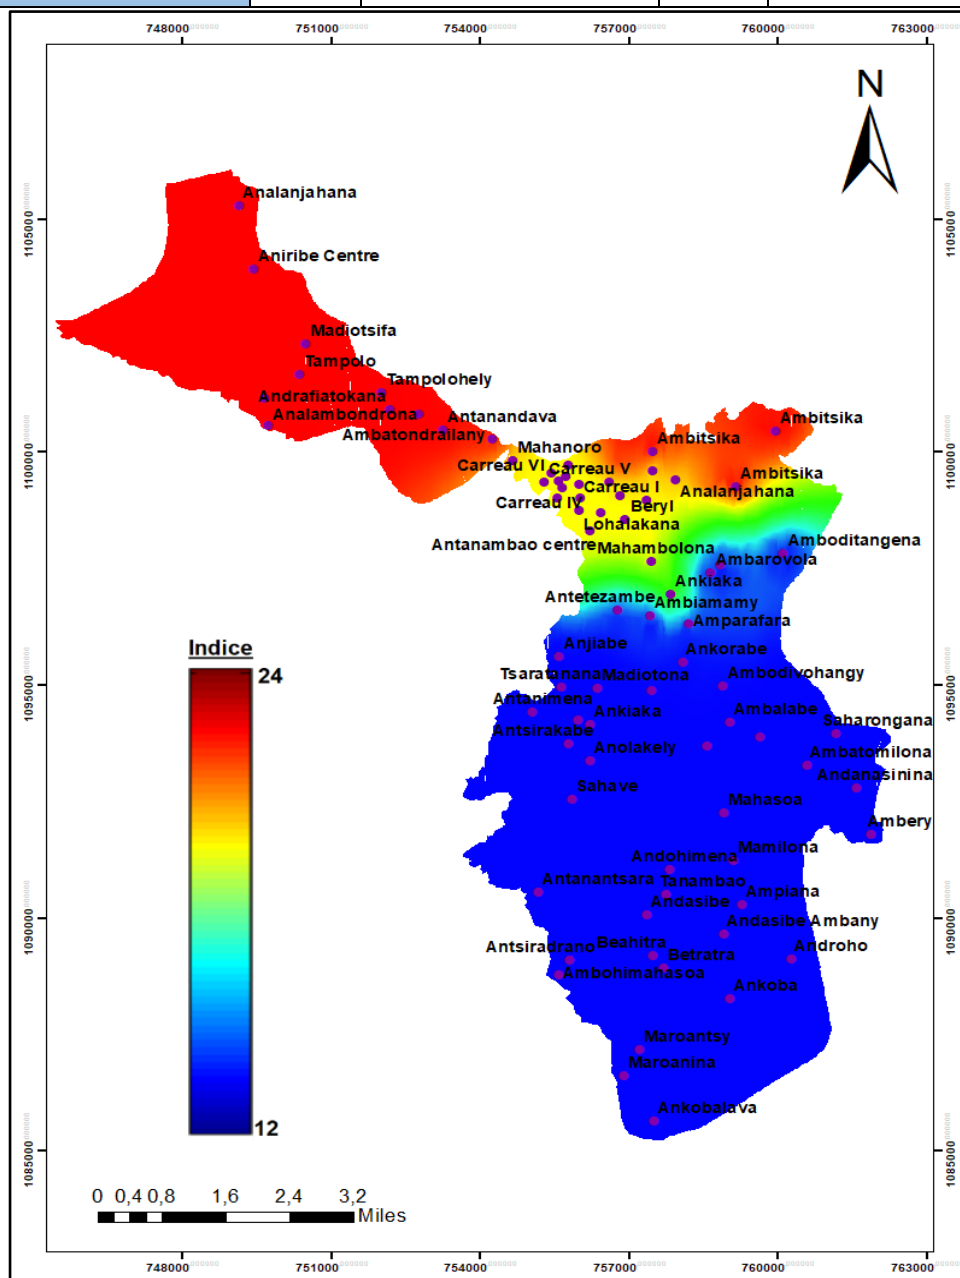 748000 751000 754000 757000 760000 763000
N
Analanjahana
1105000 1105000
Aniribe Centre
Madiotsifa
Tampolo
Tampolohely
Andrafiatokana
Analambondrona Antanandava Ambitsika
Ambatondrailany Ambitsika
Mahanoro
1100000 1100000
Carreau VI Carreau V Ambitsika
Carreau I Analanjahana
Carreau IV Beryl
Lohalakana
Antanambao centre Mahambolona Amboditangena
Ambarovola
Ankiaka
Antetezambe Ambiamamy
Amparafara
Anjiabe Ankorabe
Indice
24
Tsaratanana Madiotona Ambodivohangy
1095000 1095000
Antanimena Ankiaka Ambalabe
Saharongana
Antsirakabe
Anolakely Ambatomilona
Andanasinina
Sahave
Mahasoa
Ambery
Andohimena Mamilona
Antanantsara Tanambao Ampiana
Andasibe
1090000 1090000
Andasibe Ambany
Antsiradrano Beahitra Androho
Betratra
Ambohimahasoa
Ankoba
Maroantsy
Maroanina
Ankobalava
12
1085000 1085000
0 0,4 0,8 1,6 2,4 3,2
Miles
748000 751000 754000 757000 760000 763000